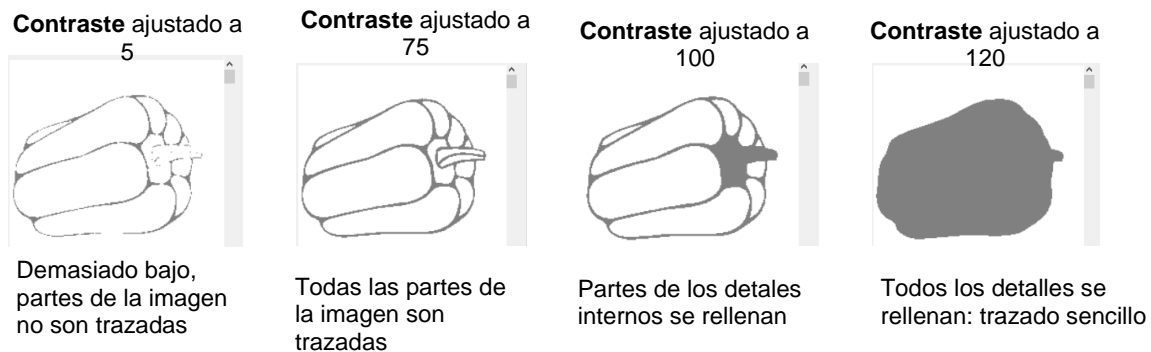 Contraste ajustado a
5
Contraste ajustado a
75
Contraste ajustado a
100
Contraste ajustado a
120
Demasiado bajo,
partes de la imagen
no son trazadas
Todas las partes de
la imagen son
trazadas
Partes de los detales
internos se rellenan
Todos los detalles se
rellenan: trazado sencillo